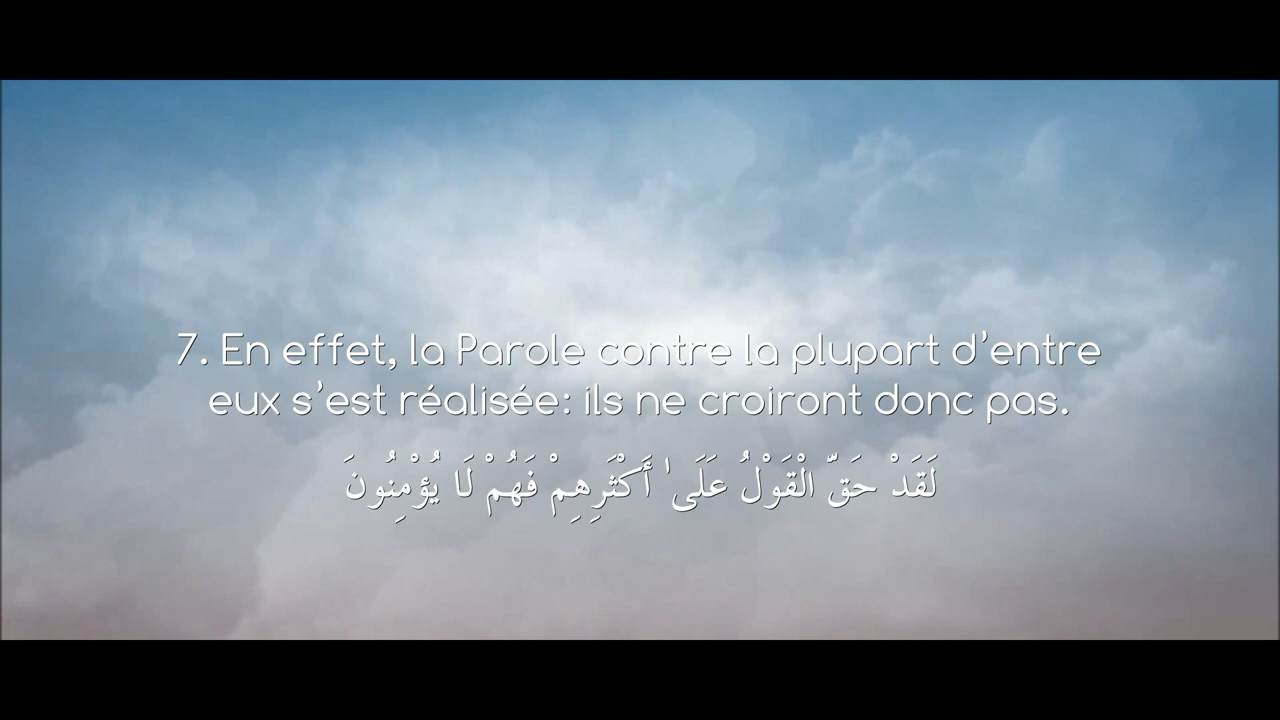 7. En effet, la Parole contre la plupart d’entre
eux s’est réalisée: ils ne croiront donc pas.
لَقَدْ حَقَّ الْقَوْلُ عَلَىٰ أَكْثَرِهِمْ فَهُمْ لَا يُؤْمِنُونَ